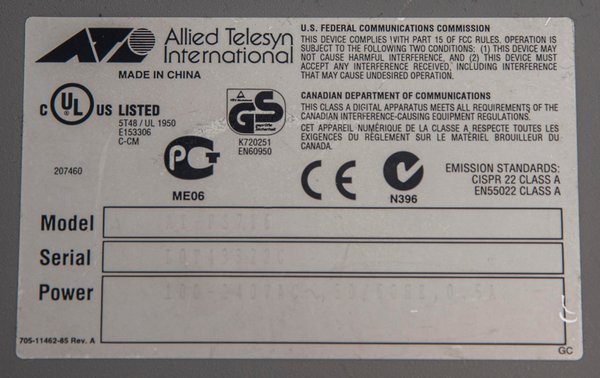 Allied Telesyn
International
MADE IN CHINA
U.S. FEDERAL COMMUNICATIONS COMMISSION
THIS DEVICE COMPLIES WITH PART 15 OF FCC RULES. OPERATION IS
SUBJECT TO THE FOLLOWING TWO CONDITIONS: (1) THIS DEVICE MAY
NOT CAUSE HARMFUL INTERFERENCE, AND (2) THIS DEVICE MUST
ACCEPT ANY INTERFERENCE RECEIVED, INCLUDING INTERFERENCE
THAT MAY CAUSE UNDESIRED OPERATION.
C UL US LISTED
5T48 / UL 1950
E153306
C-CM
207460
GS
K720251
EN60950
CANADIAN DEPARTMENT OF COMMUNICATIONS
THIS CLASS A DIGITAL APPARATUS MEETS ALL REQUIREMENTS OF THE
CANADIAN INTERFERENCE-CAUSING EQUIPMENT REGULATIONS.
CET APPAREIL NUMÉRIQUE DE LA CLASSE A RESPECTE TOUTES LES
EXIGENCES DU RÈGLEMENT SUR LE MATÉRIEL BROUILLEUR DU
CANADA.
ME06
CE
N396
EMISSION STANDARDS:
CISPR 22 CLASS A
EN55022 CLASS A
Model
Serial
Power
705-11462-85 Rev. A
GC